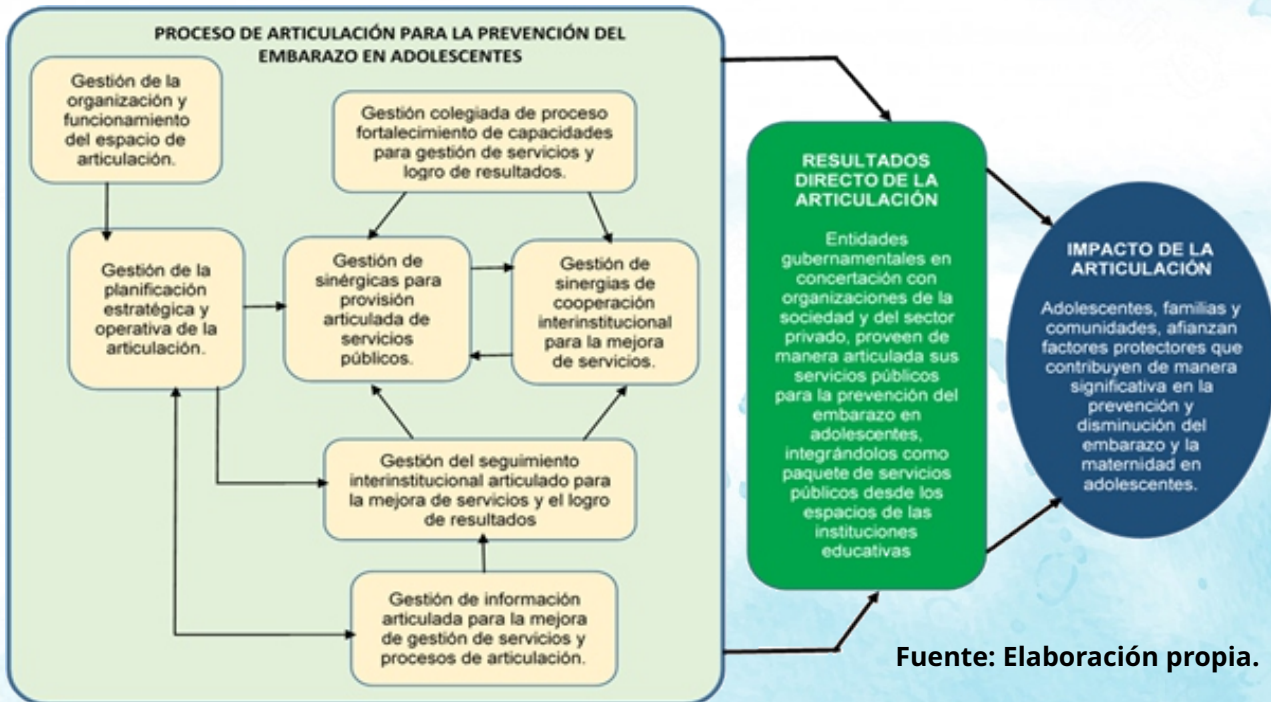 PROCESO DE ARTICULACIÓN PARA LA PREVENCIÓN DEL
EMBARAZO EN ADOLESCENTES
Gestión de la
organización y
funcionamiento
del espacio de
articulación.
Gestión colegiada de proceso
fortalecimiento de capacidades
para gestión de servicios y
logro de resultados.
Gestión de la
planificación
estratégica y
operativa de la
articulación.
Gestión de
sinérgicas para
provisión
articulada de
servicios
públicos.
Gestión de
sinergias de
cooperación
interinstitucional
para la mejora
de servicios.
Gestión del seguimiento
interinstitucional articulado para
la mejora de servicios y el logro
de resultados
Gestión de información
articulada para la mejora
de gestión de servicios y
procesos de articulación.
RESULTADOS
DIRECTO DE LA
ARTICULACIÓN
Entidades
gubernamentales en
concertación con
organizaciones de la
sociedad y del sector
privado, proveen de
manera articulada sus
servicios públicos
para la prevención del
embarazo en
adolescentes,
integrándolos como
paquete de servicios
públicos desde los
espacios de las
instituciones
educativas
IMPACTO DE LA
ARTICULACIÓN
Adolescentes, familias y
comunidades, afianzan
factores protectores que
contribuyen de manera
significativa en la
prevención y
disminución del
embarazo y la
maternidad en
adolescentes.
Fuente: Elaboración propia.